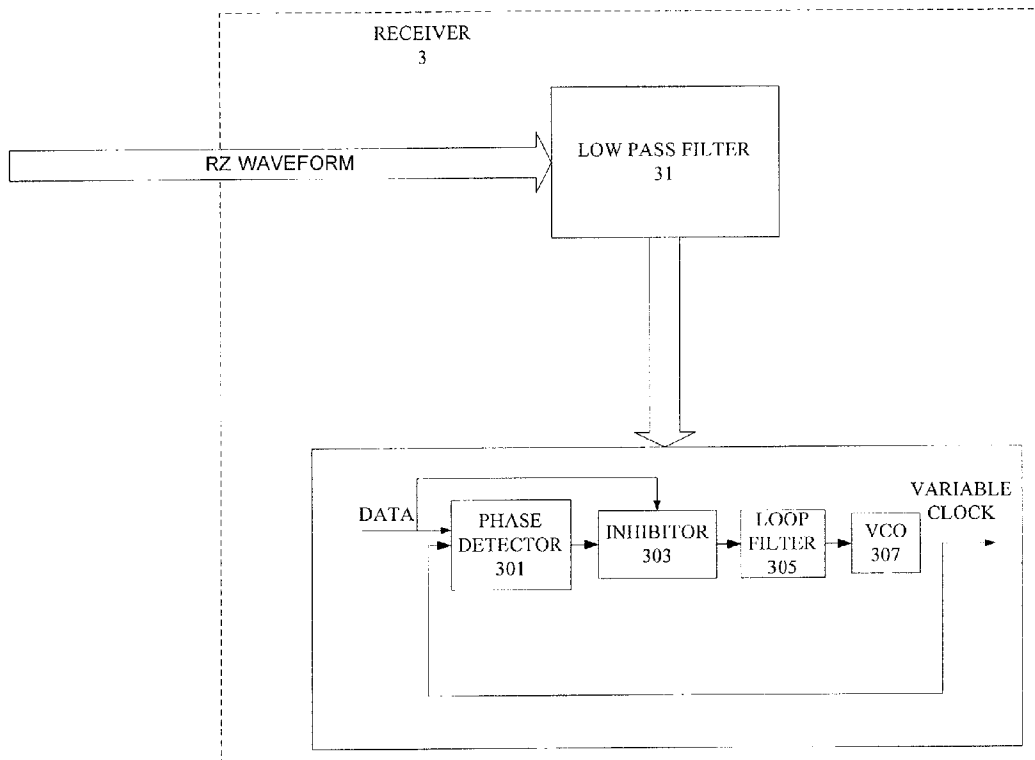 RECEIVER
3
RZ WAVEFORM
LOW PASS FILTER
31
DATA
PHASE
DETECTOR
301
INHIBITOR
303
LOOP
FILTER
305
VCO
307
VARIABLE
CLOCK